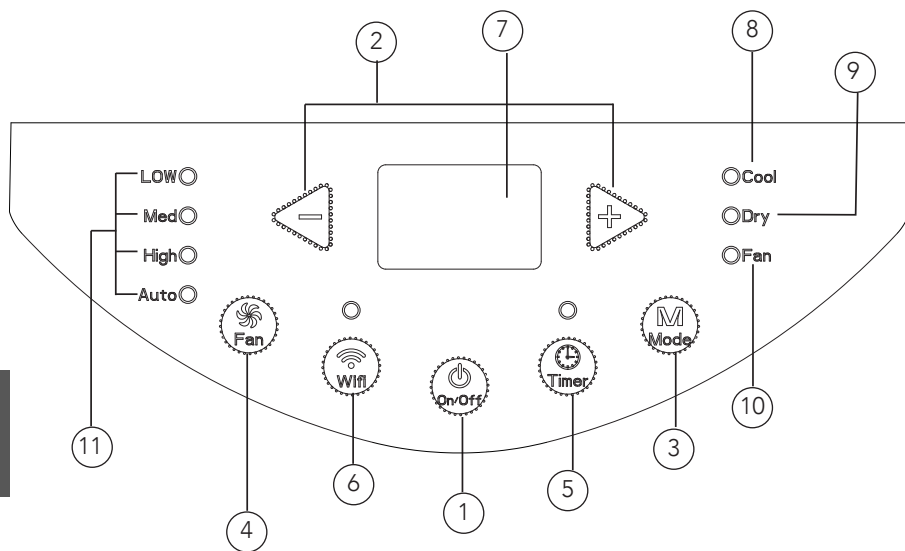 2
7
8
9
LOW
Med
High
Auto
Cool
Dry
Fan
Fan
Wifi
On/Off
Timer
M
Mode
11
4
6
1
5
3
10